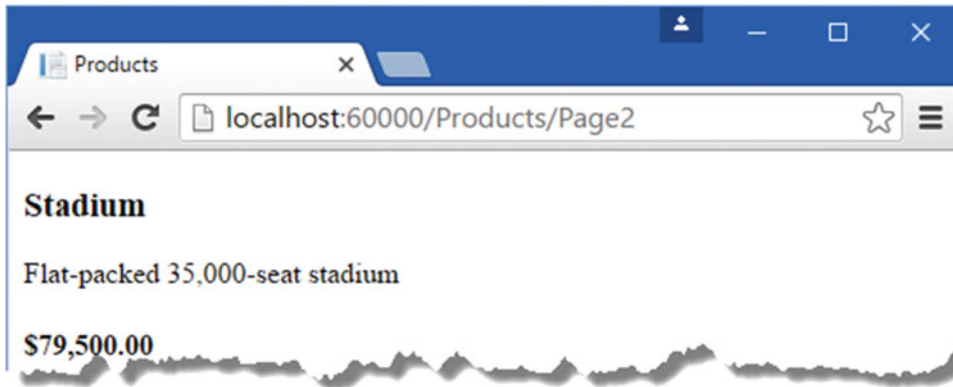 Products
localhost:60000/Products/Page2
Stadium
Flat-packed 35,000-seat stadium
$79,500.00